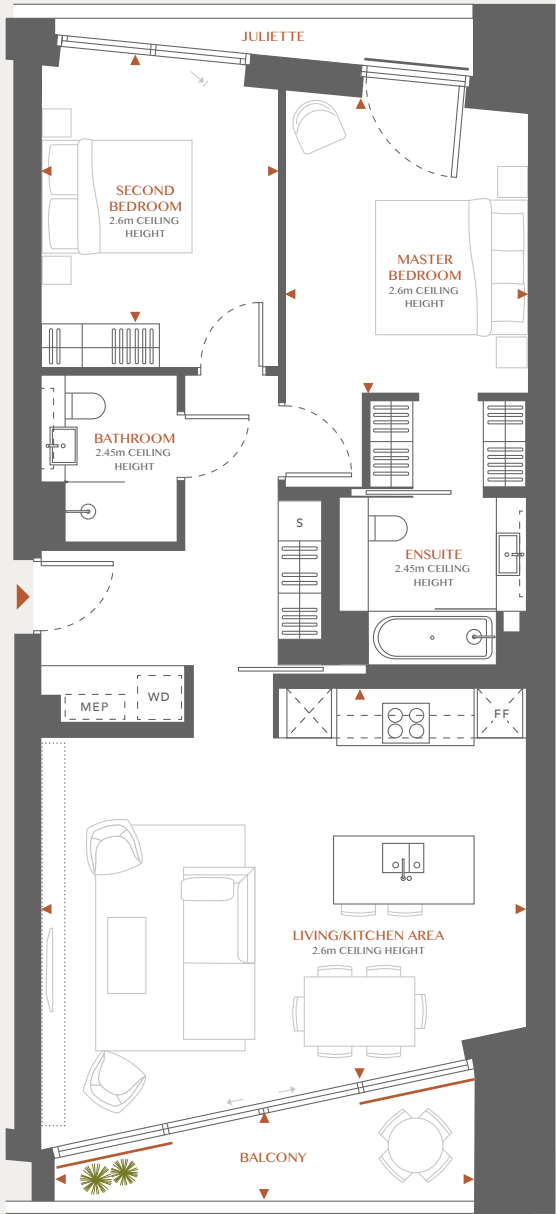 JULIETTE
SECOND
BEDROOM
2.6m CEILING
HEIGHT
MASTER
BEDROOM
2.6m CEILING
HEIGHT
BATHROOM
2.45m CEILING
HEIGHT
S
ENSUITE
2.45m CEILING
HEIGHT
MEP
WD
FF
LIVING/KITCHEN AREA
2.6m CEILING HEIGHT
BALCONY